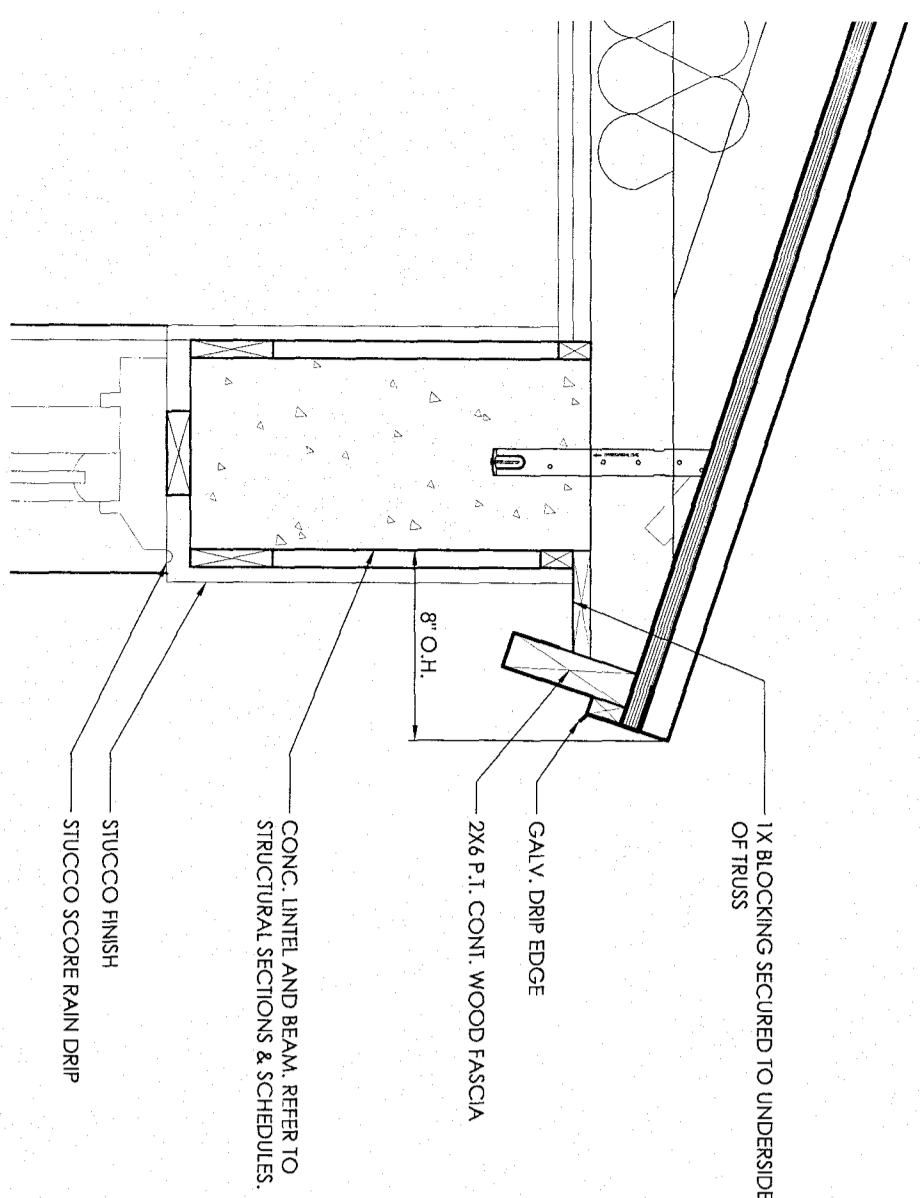 1X BLOCKING SECURED TO UNDERSIDE
OF TRUSS
GALV. DRIP EDGE
2X6 P.T. CONT. WOOD FASCIA
8" O.H.
CONC. LINTEL AND BEAM. REFER TO
STRUCTURAL SECTIONS & SCHEDULES.
STUCCO FINISH
STUCCO SCORE RAIN DRIP